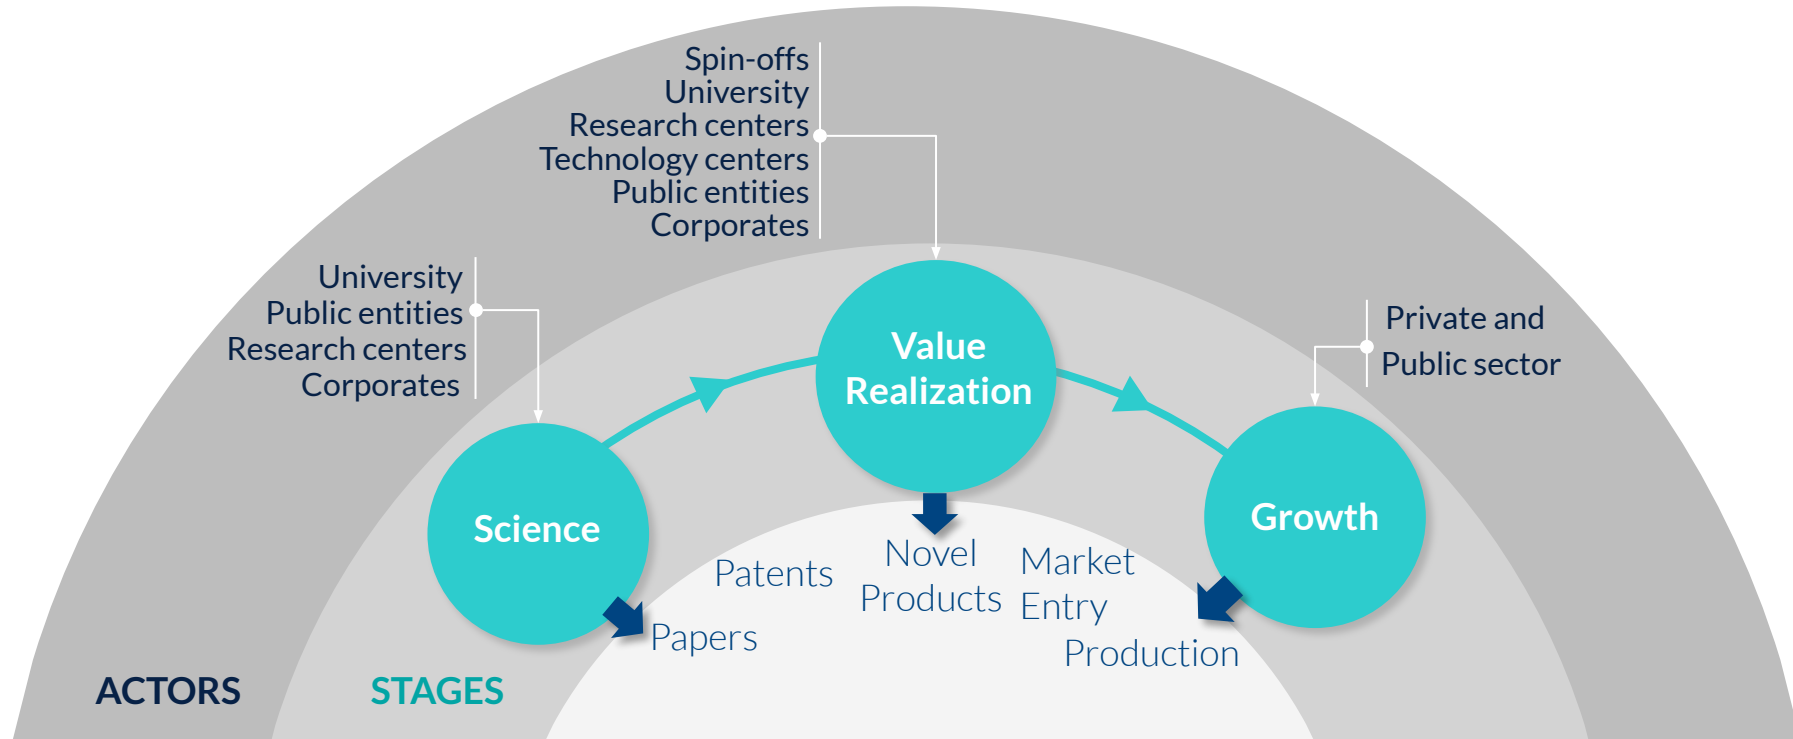 Spin-offs
University
Research centers
Technology centers
Public entities
Corporates
University
Public entities
Research centers
Corporates
Private and
Public sector
Value
Realization
Science
Growth
Patents
Novel
Products
Market
Entry
Papers
Production
ACTORS
STAGES